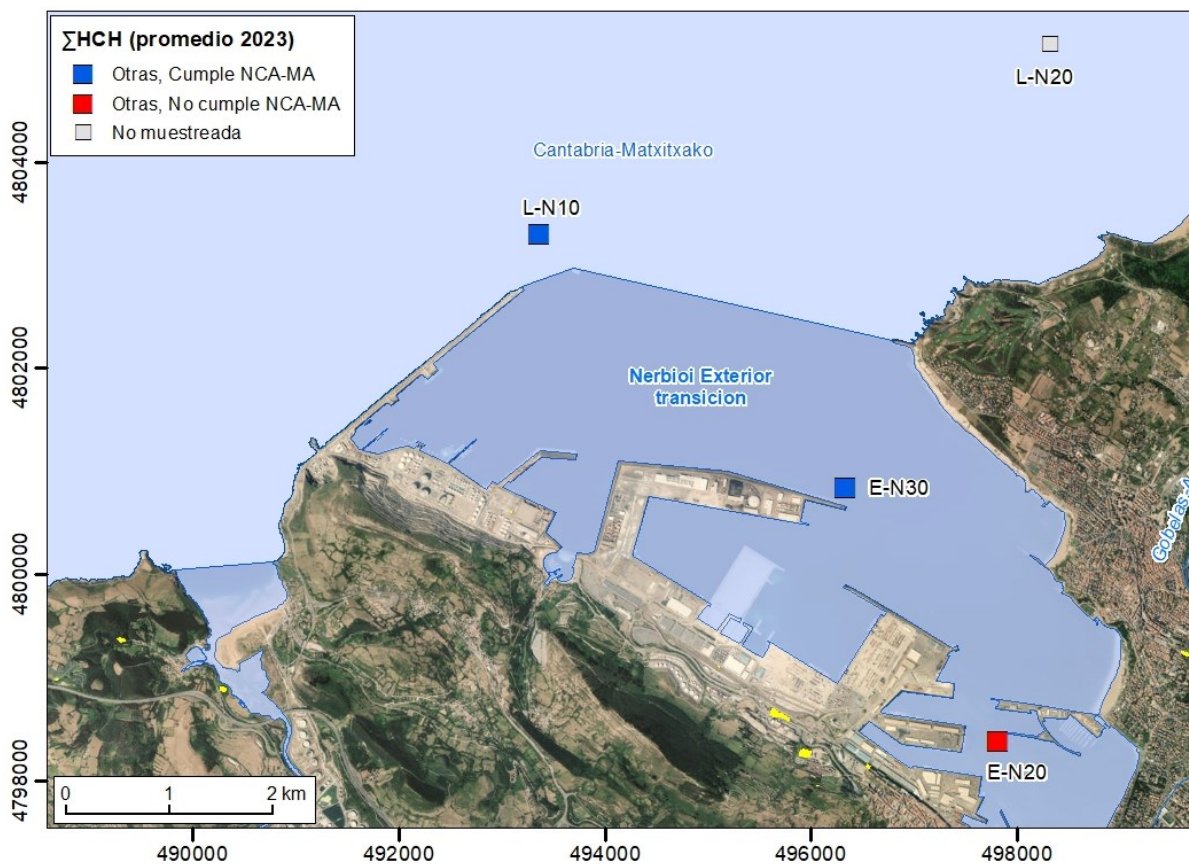 ∑HCH (promedio 2023)
Otras, Cumple NCA-MA
Otras, No cumple NCA-MA
No muestreada
L-N20
Cantabria-Matxitxako
L-N10
Nerbioi Exterior
transicion
E-N30
Gobelas
E-N20
0 1 2 km
4804000
4802000
4800000
4798000
490000 492000 494000 496000 498000